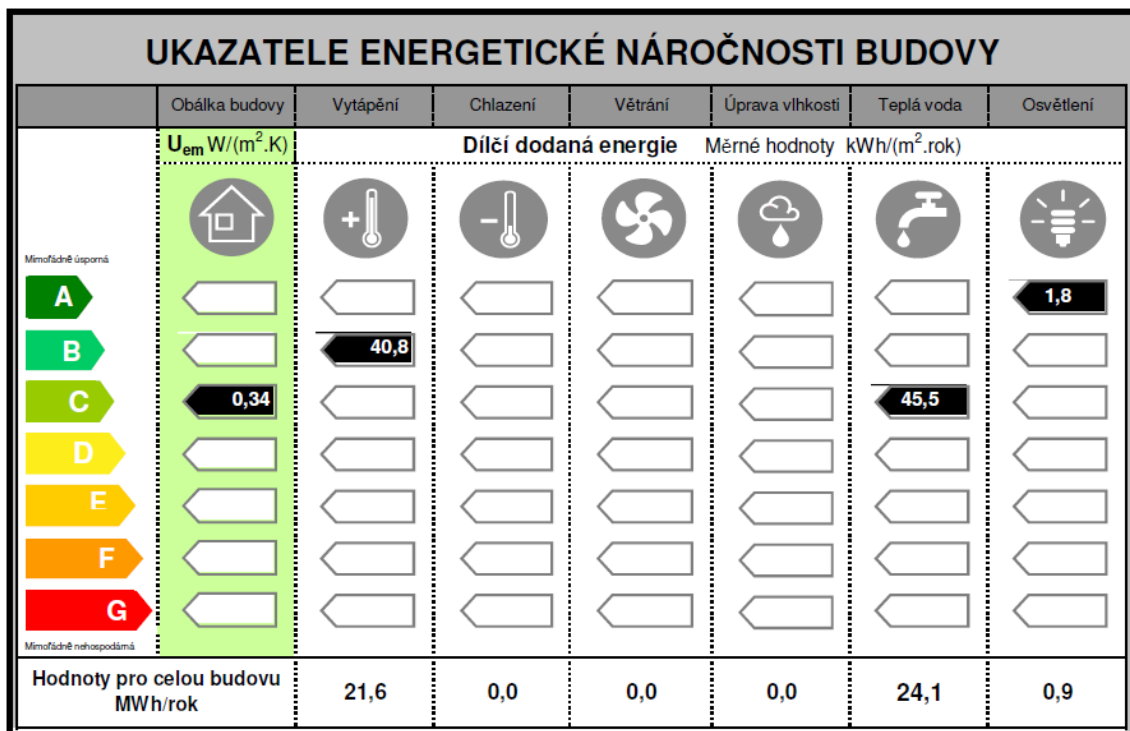 UKAZATELE ENERGETICKÉ NÁROČNOSTI BUDOVY
Obálka budovy Vytápění Chlazení Větrání Úprava vlhkosti Teplá voda Osvětlení
Uem W/(m².K) Dílčí dodaná energie Měrné hodnoty kWh/(m².rok)
Mimořádně úsporná
A 1,8
B 40,8
C 0,34 45,5
D
E
F
G
Mimořádně nehospodárná
Hodnoty pro celou budovu
MWh/rok 21,6 0,0 0,0 0,0 24,1 0,9